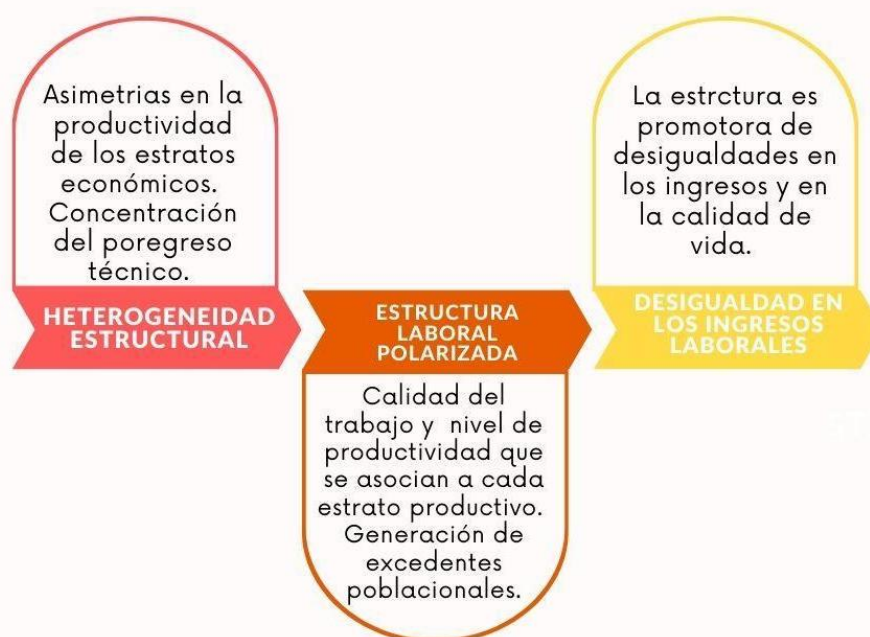 Asimetrias en la
productividad
de los estratos
económicos.
Concentración
del poregreso
técnico.
HETEROGENEIDAD
ESTRUCTURAL
ESTRUCTURA
LABORAL
POLARIZADA
Calidad del
trabajo y nivel de
productividad que
se asocian a cada
estrato productivo.
Generación de
excedentes
poblacionales.
La estrctura es
promotora de
desigualdades en
los ingresos y en
la calidad de
vida.
DESIGUALDAD EN
LOS INGRESOS
LABORALES